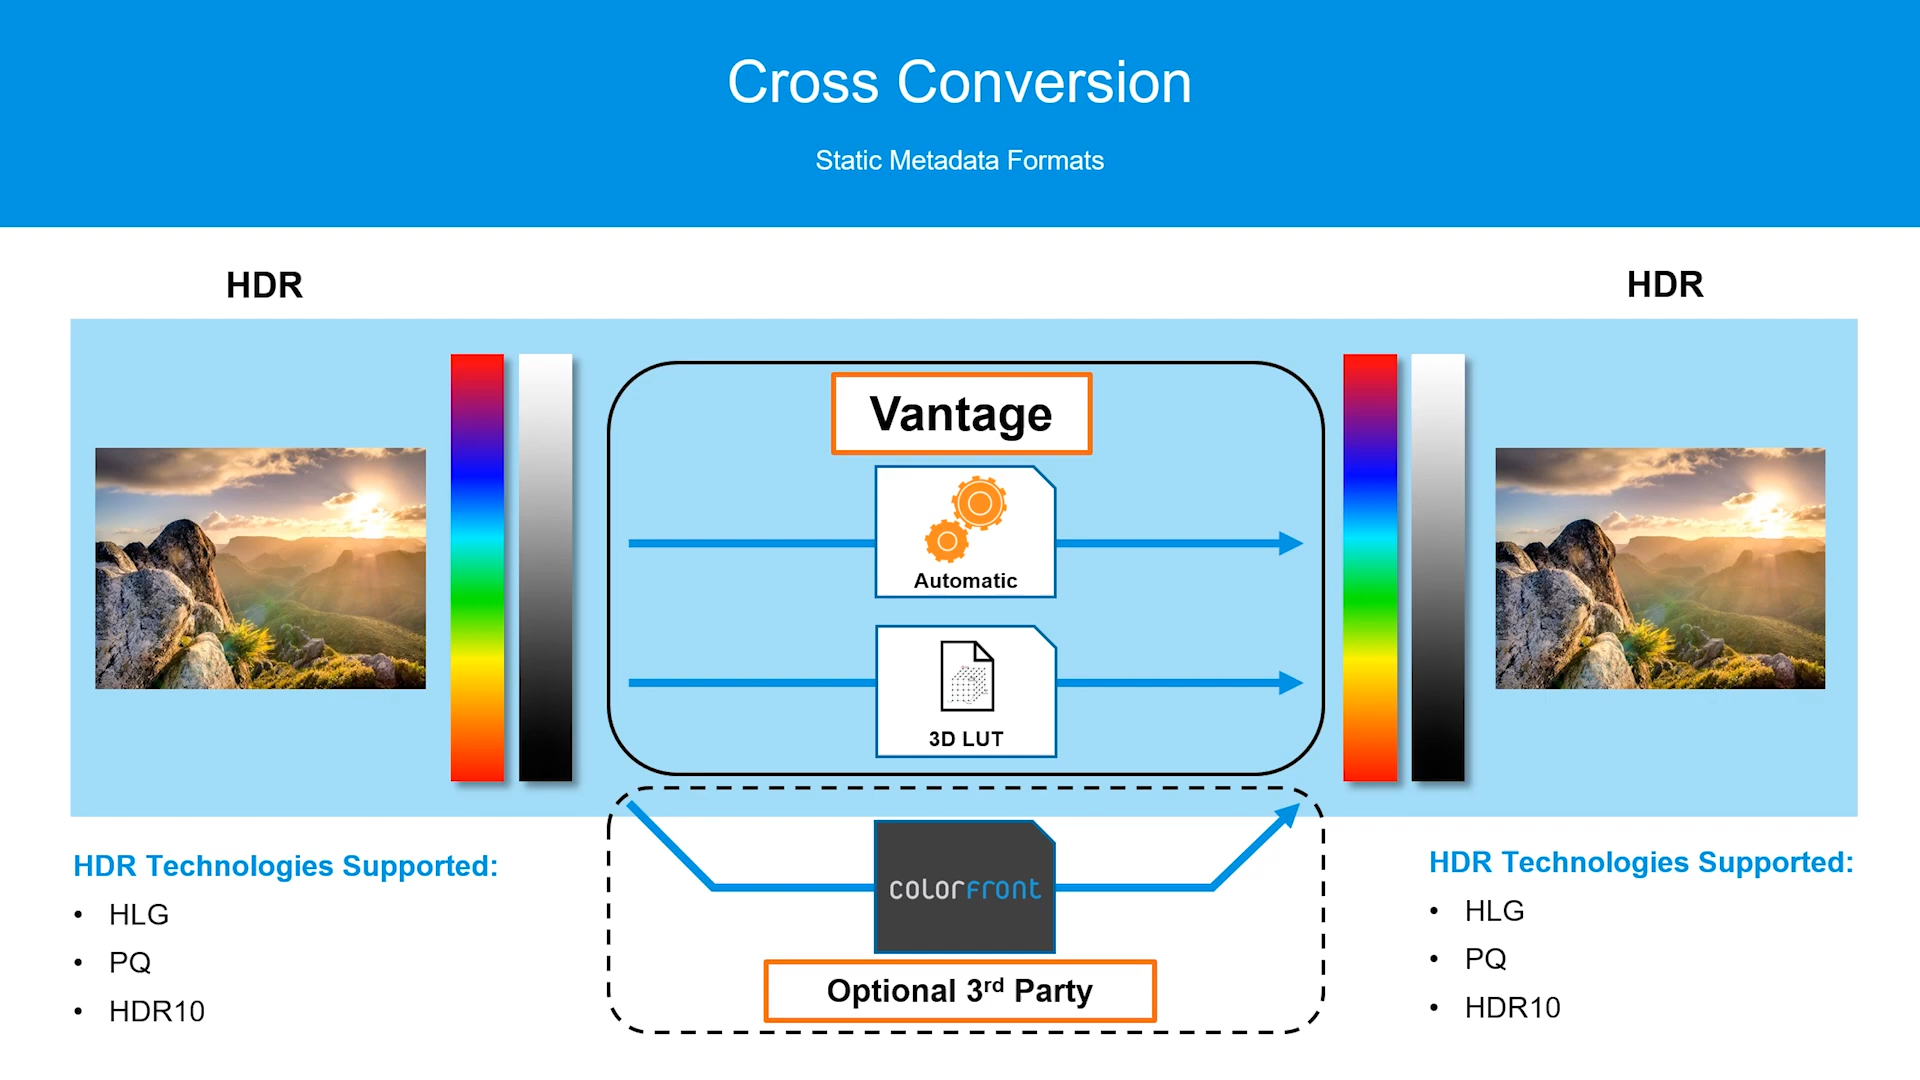 Cross Conversion
Static Metadata Formats
HDR
HDR
Vantage
Automatic
3D LUT
HDR Technologies Supported:
• HLG
• PQ
• HDR10
colorfront
Optional 3rd Party
HDR Technologies Supported:
• HLG
• PQ
• HDR10